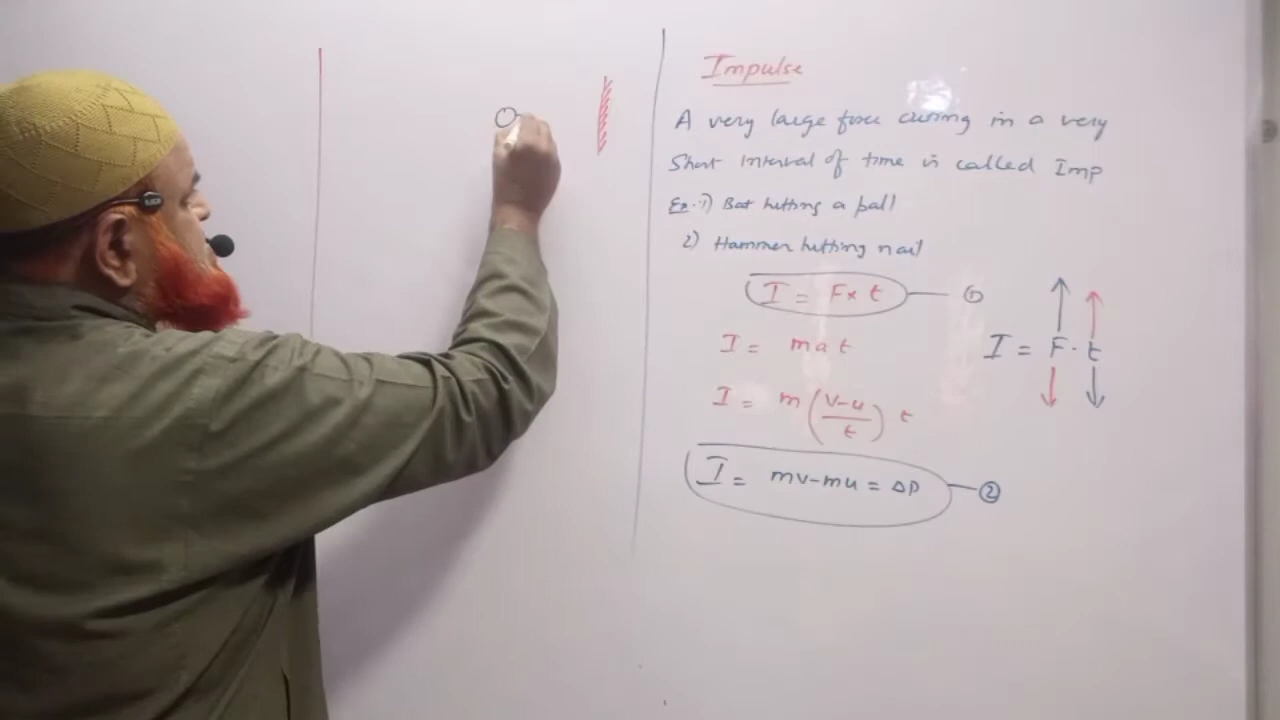 Impulse
A very large force acting in a very
Short Interval of time is called Imp
Ex. 1) Bat hitting a ball
2) Hammer hitting nail
I = F × t — ①
I = m a t
I = F · t
I = m (v-u / t) t
I = mv-mu = ΔP — ②